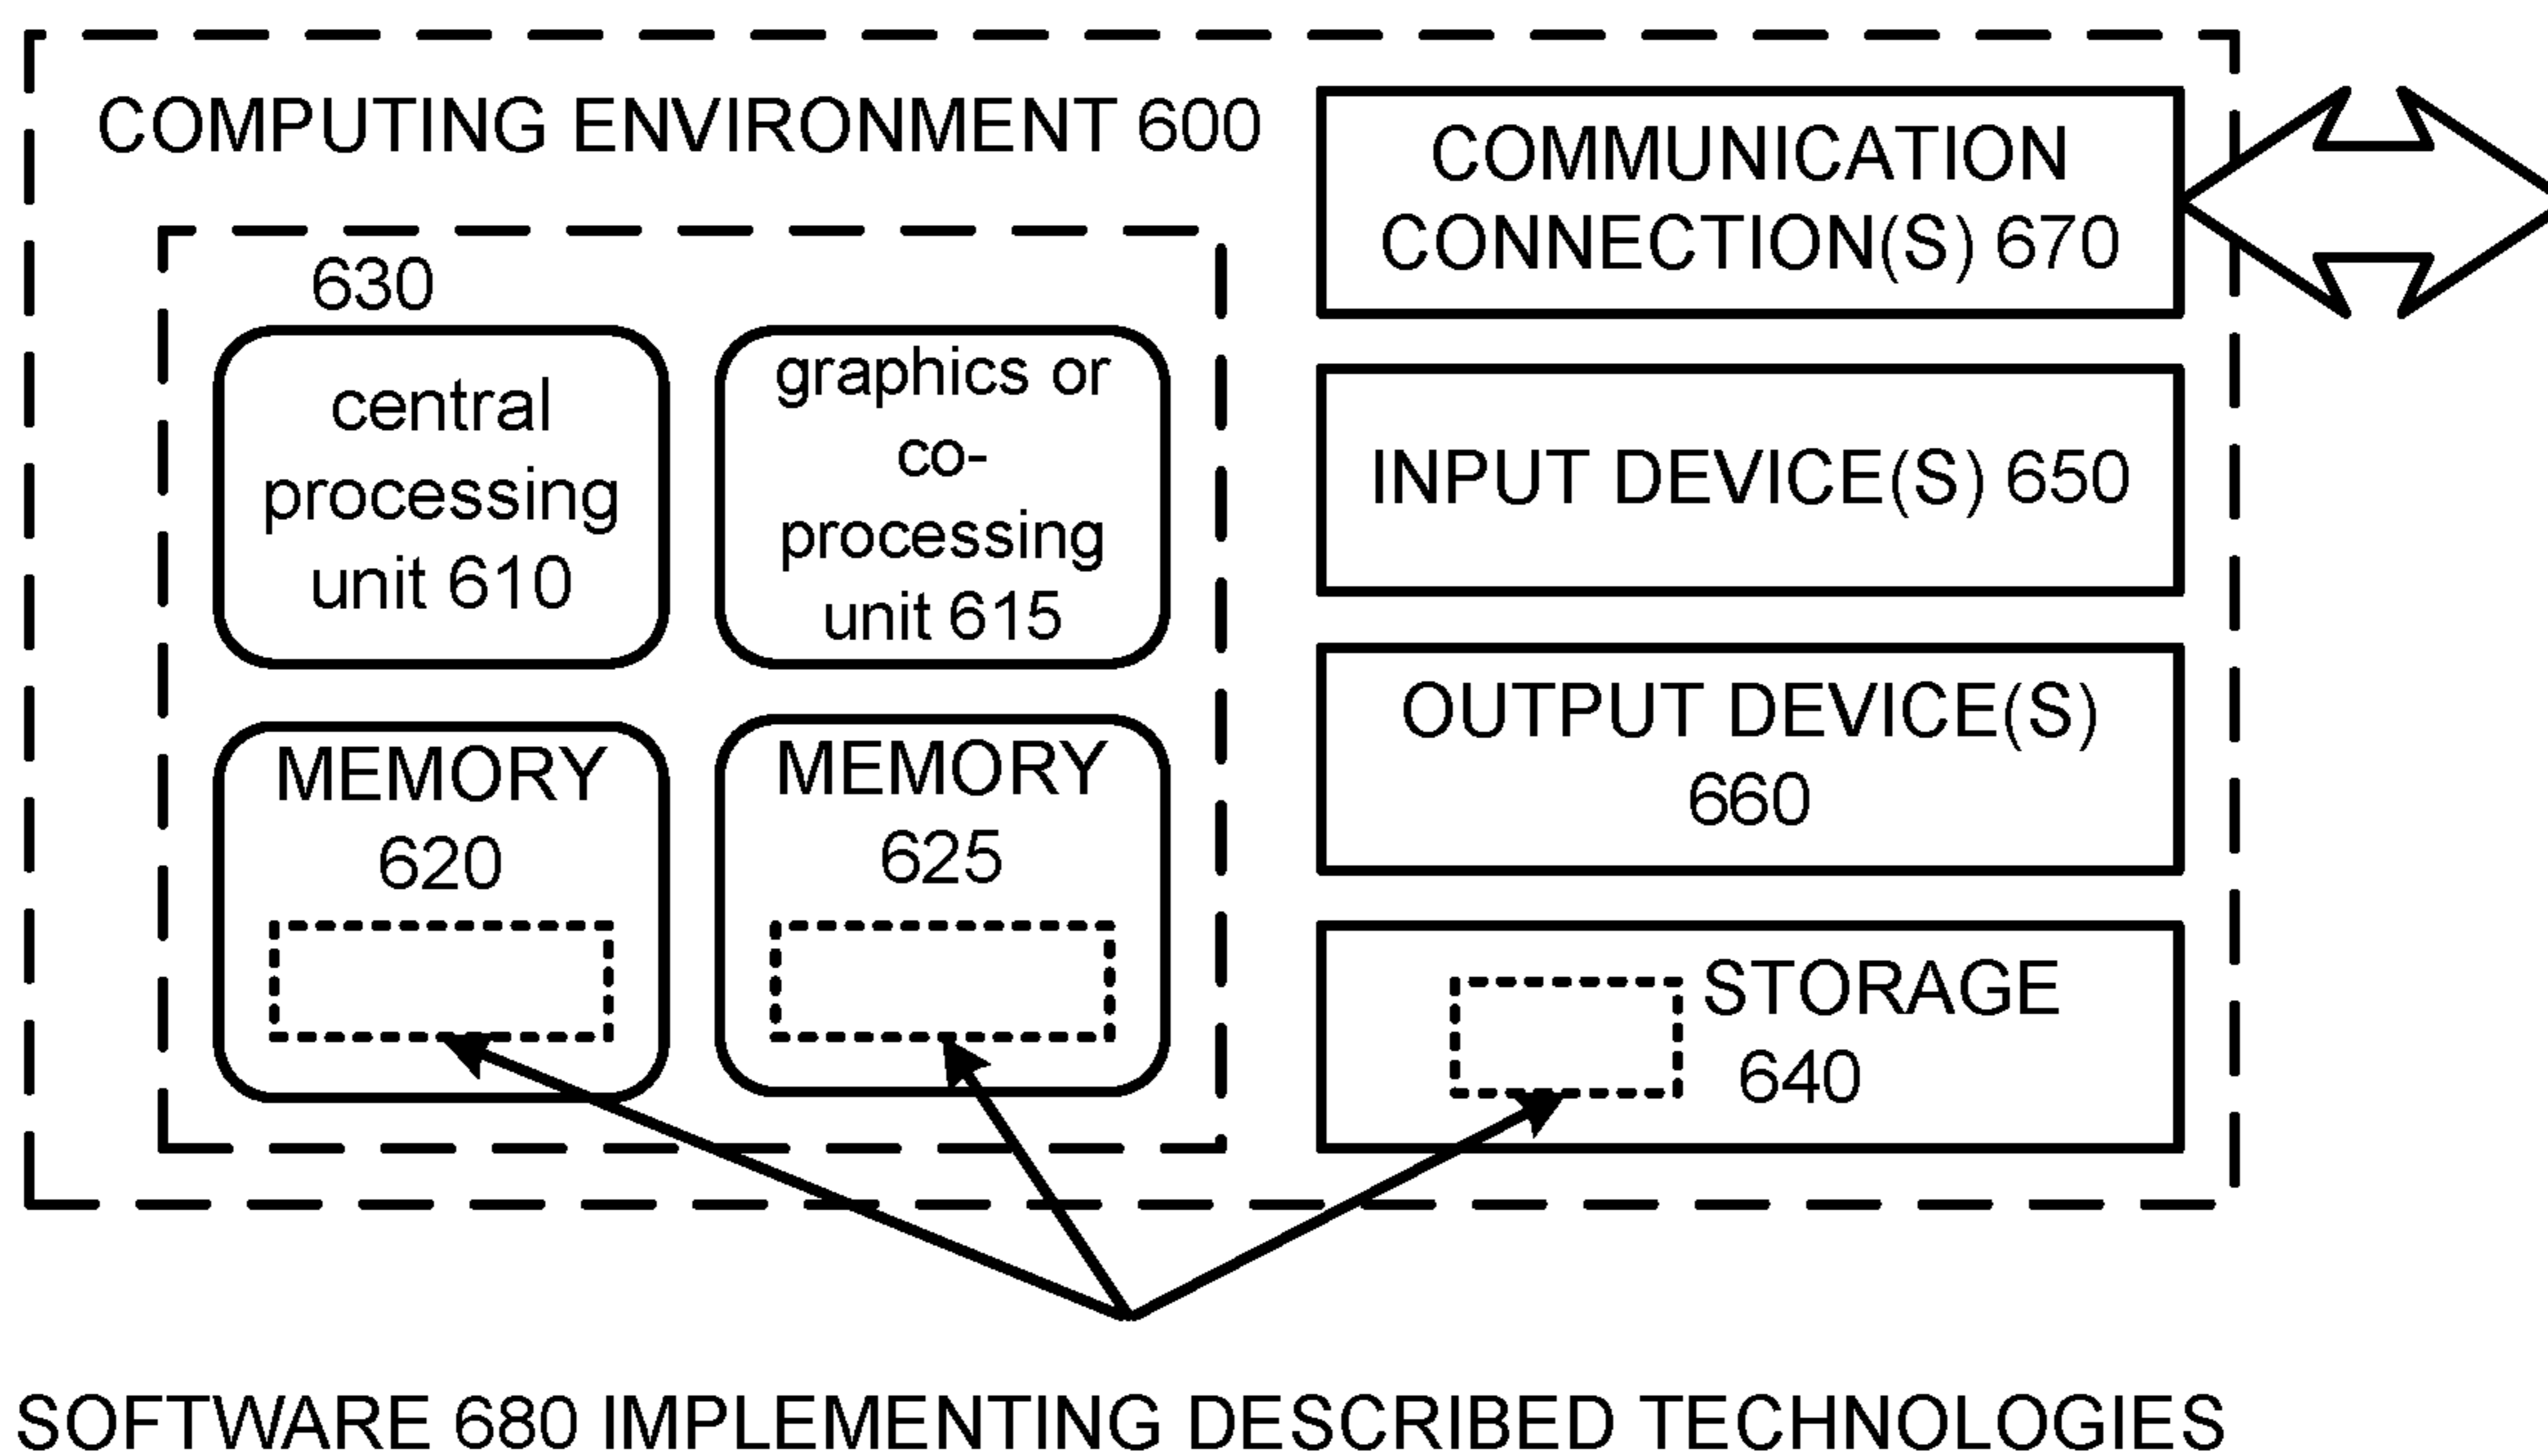 COMPUTING ENVIRONMENT 600
630
central
processing
unit 610
graphics or
co-
processing
unit 615
MEMORY
620
MEMORY
625
COMMUNICATION
CONNECTION(S) 670
INPUT DEVICE(S) 650
OUTPUT DEVICE(S)
660
STORAGE
640
SOFTWARE 680 IMPLEMENTING DESCRIBED TECHNOLOGIES